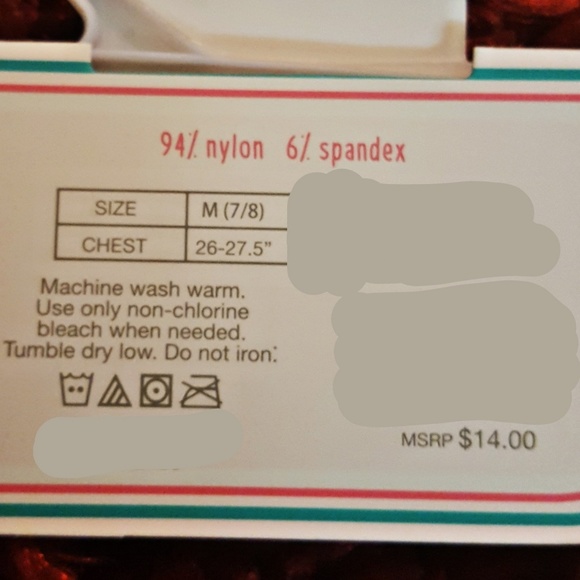 94% nylon 6% spandex
SIZE M (7/8)
CHEST 26-27.5"
Machine wash warm.
Use only non-chlorine
bleach when needed.
Tumble dry low. Do not iron.
MSRP $14.00